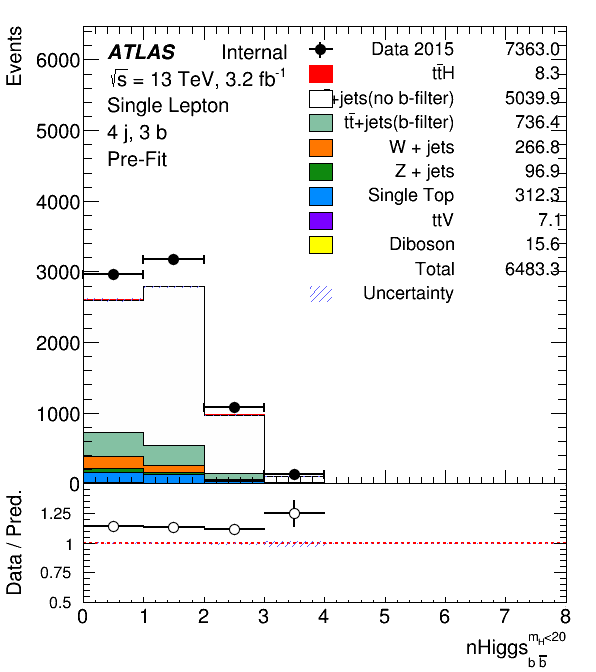 Events
ATLAS Internal
√s = 13 TeV, 3.2 fb⁻¹
Single Lepton
4 j, 3 b
Pre-Fit
Data 2015 7363.0
tt̄H 8.3
+jets(no b-filter) 5039.9
tt̄+jets(b-filter) 736.4
W + jets 266.8
Z + jets 96.9
Single Top 312.3
ttV 7.1
Diboson 15.6
Total 6483.3
Uncertainty
6000
5000
4000
3000
2000
1000
0
Data / Pred.
1.25
1
0.75
0.5
0 1 2 3 4 5 6 7 8
nHiggs m_H<20 b b̄